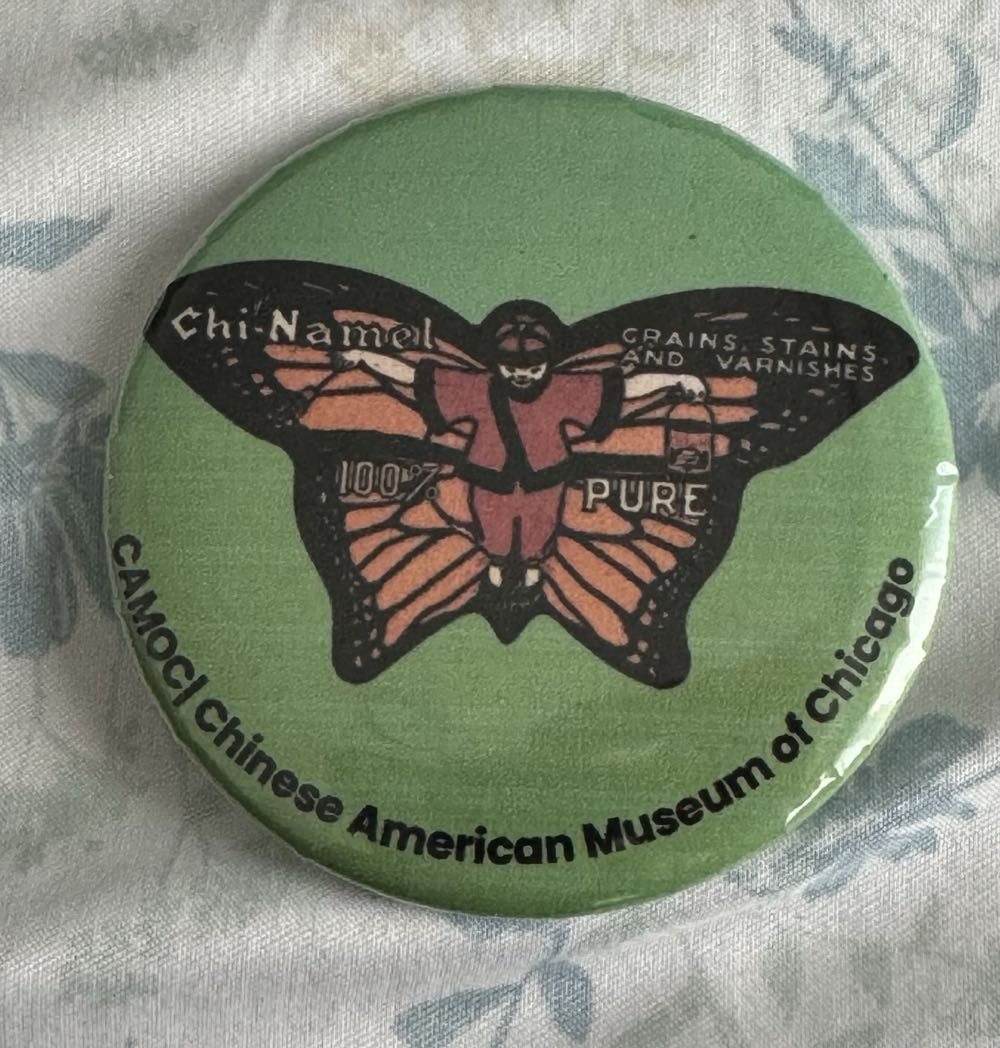 Chi-Namel
GRAINS, STAINS,
AND VARNISHES
100%
PURE
CAMOC| Chinese American Museum of Chicago